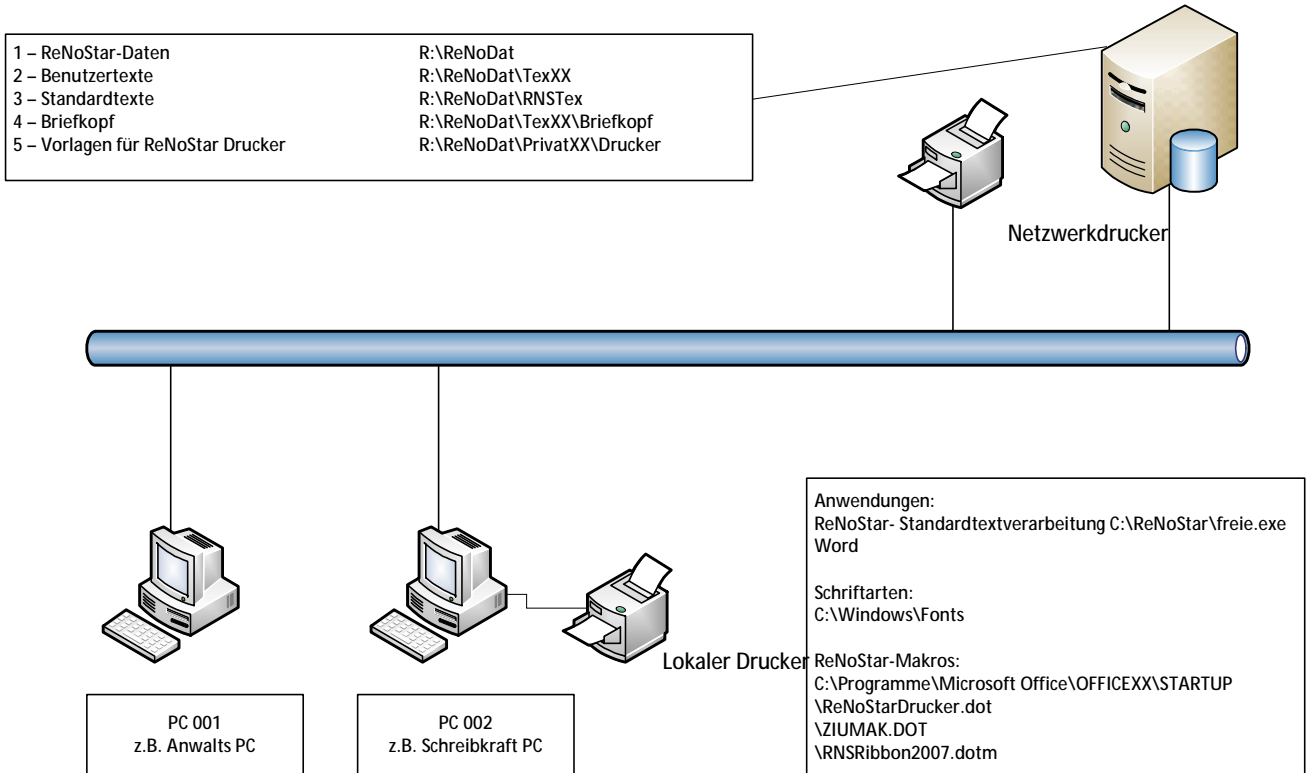 1 – ReNoStar-Daten R:\ReNoDat
2 – Benutzertexte R:\ReNoDat\TexXX
3 – Standardtexte R:\ReNoDat\RNSTex
4 – Briefkopf R:\ReNoDat\TexXX\Briefkopf
5 – Vorlagen für ReNoStar Drucker R:\ReNoDat\PrivatXX\Drucker
Netzwerkdrucker
Anwendungen:
ReNoStar- Standardtextverarbeitung C:\ReNoStar\freie.exe
Word
Schriftarten:
C:\Windows\Fonts
Lokaler Drucker
ReNoStar-Makros:
C:\Programme\Microsoft Office\OFFICEXX\STARTUP
\ReNoStarDrucker.dot
\ZIUMAK.DOT
\RNSRibbon2007.dotm
PC 001
z.B. Anwalts PC
PC 002
z.B. Schreibkraft PC